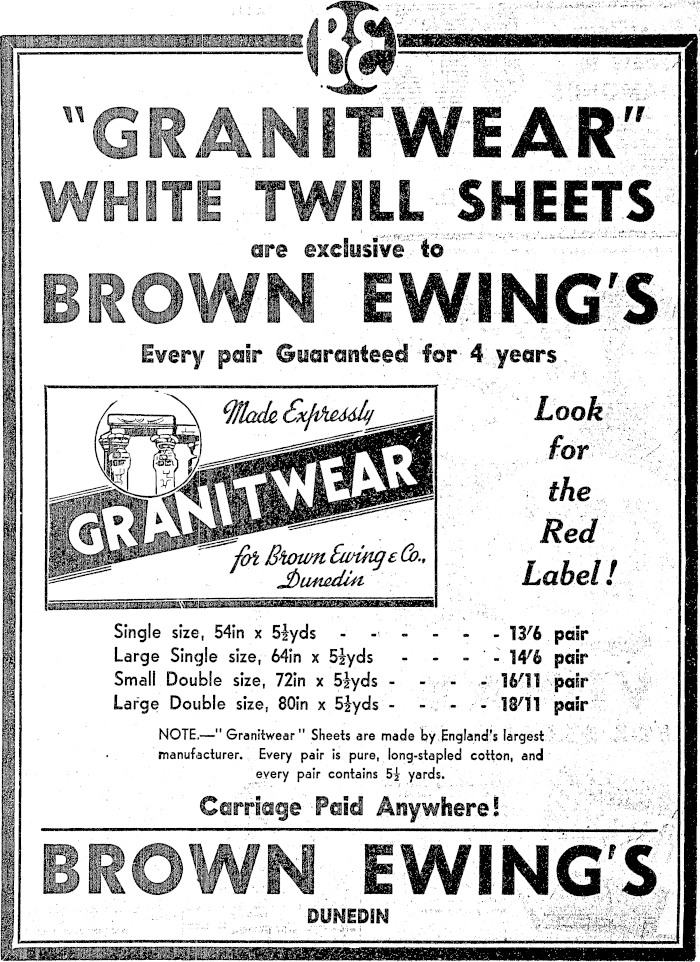 BE
"GRANITWEAR"
WHITE TWILL SHEETS
are exclusive to
BROWN EWING'S
Every pair Guaranteed for 4 years
Made Expressly
GRANITWEAR
for Brown Ewing & Co.,
Dunedin
Look
for
the
Red
Label!
Single size, 54in x 5½yds - - - - - - 13/6 pair
Large Single size, 64in x 5½yds - - - - 14/6 pair
Small Double size, 72in x 5½yds - - - - 16/11 pair
Large Double size, 80in x 5½yds - - - - 18/11 pair
NOTE.—"Granitwear" Sheets are made by England's largest
manufacturer. Every pair is pure, long-stapled cotton, and
every pair contains 5½ yards.
Carriage Paid Anywhere!
BROWN EWING'S
DUNEDIN